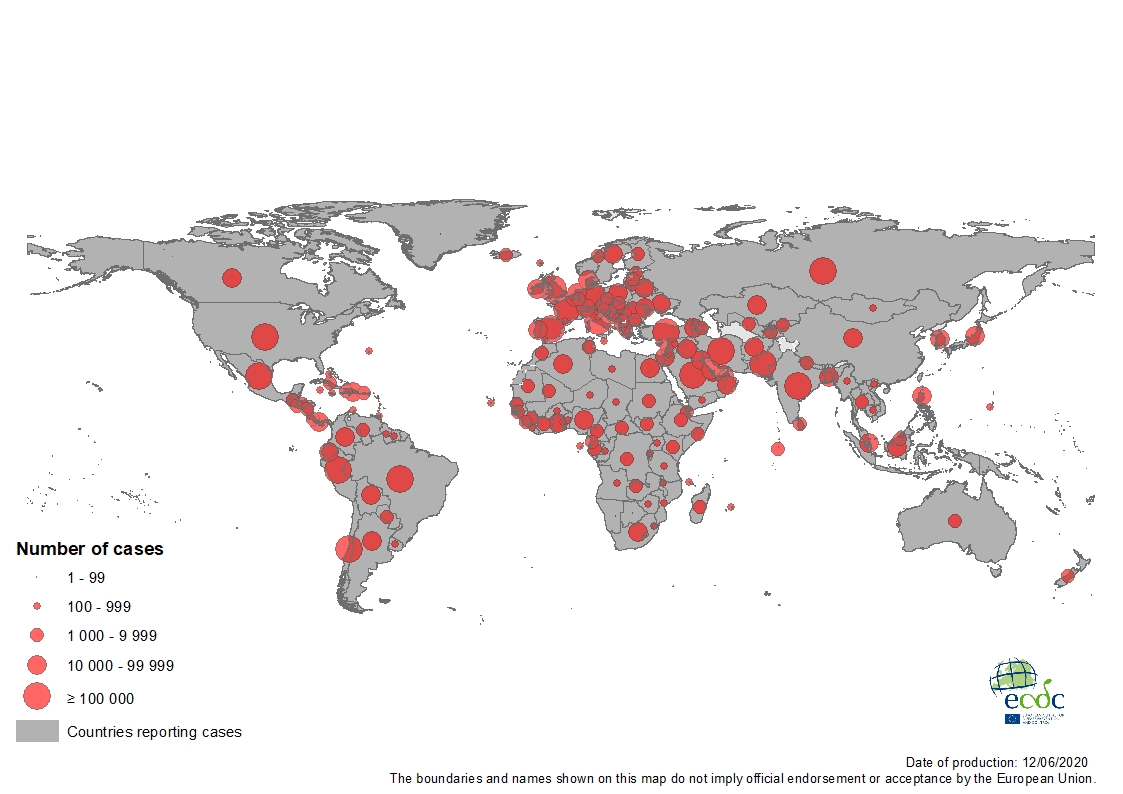 Number of cases
1 - 99
100 - 999
1 000 - 9 999
10 000 - 99 999
≥ 100 000
Countries reporting cases
ecdc
Date of production: 12/06/2020
The boundaries and names shown on this map do not imply official endorsement or acceptance by the European Union.